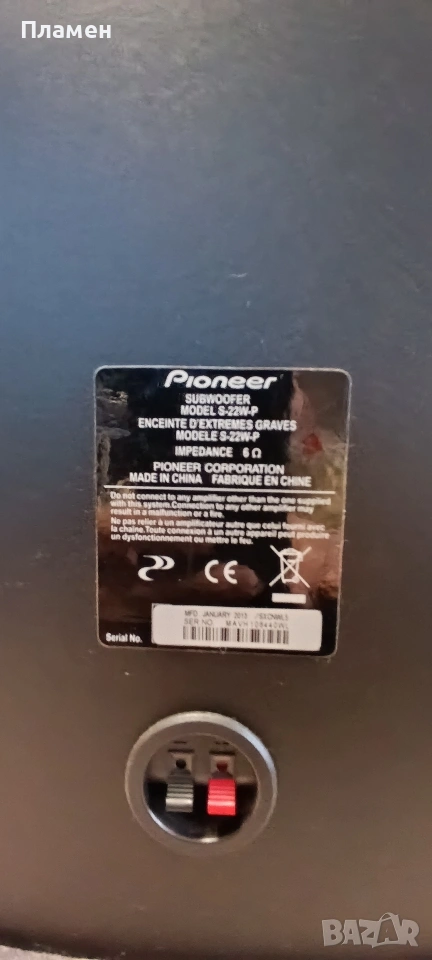 Пламен
Pioneer
SUBWOOFER
MODEL S-22W-P
ENCEINTE D'EXTREMES GRAVES
MODELE S-22W-P
IMPEDANCE 6 Ω
PIONEER CORPORATION
MADE IN CHINA FABRIQUE EN CHINE
Do not connect to any amplifier other than the one supplied
with this system. Connection to any other amplifier may
result in a malfunction or a fire.
Ne pas relier à un amplificateur autre que celui fourni avec
la chaine.Toute connexion à un autre appareil peut produire
un dysfonctionnement ou mettre le feu.
CE
MFD. JANUARY 2013
SER NO.
Serial No.
BAZAR